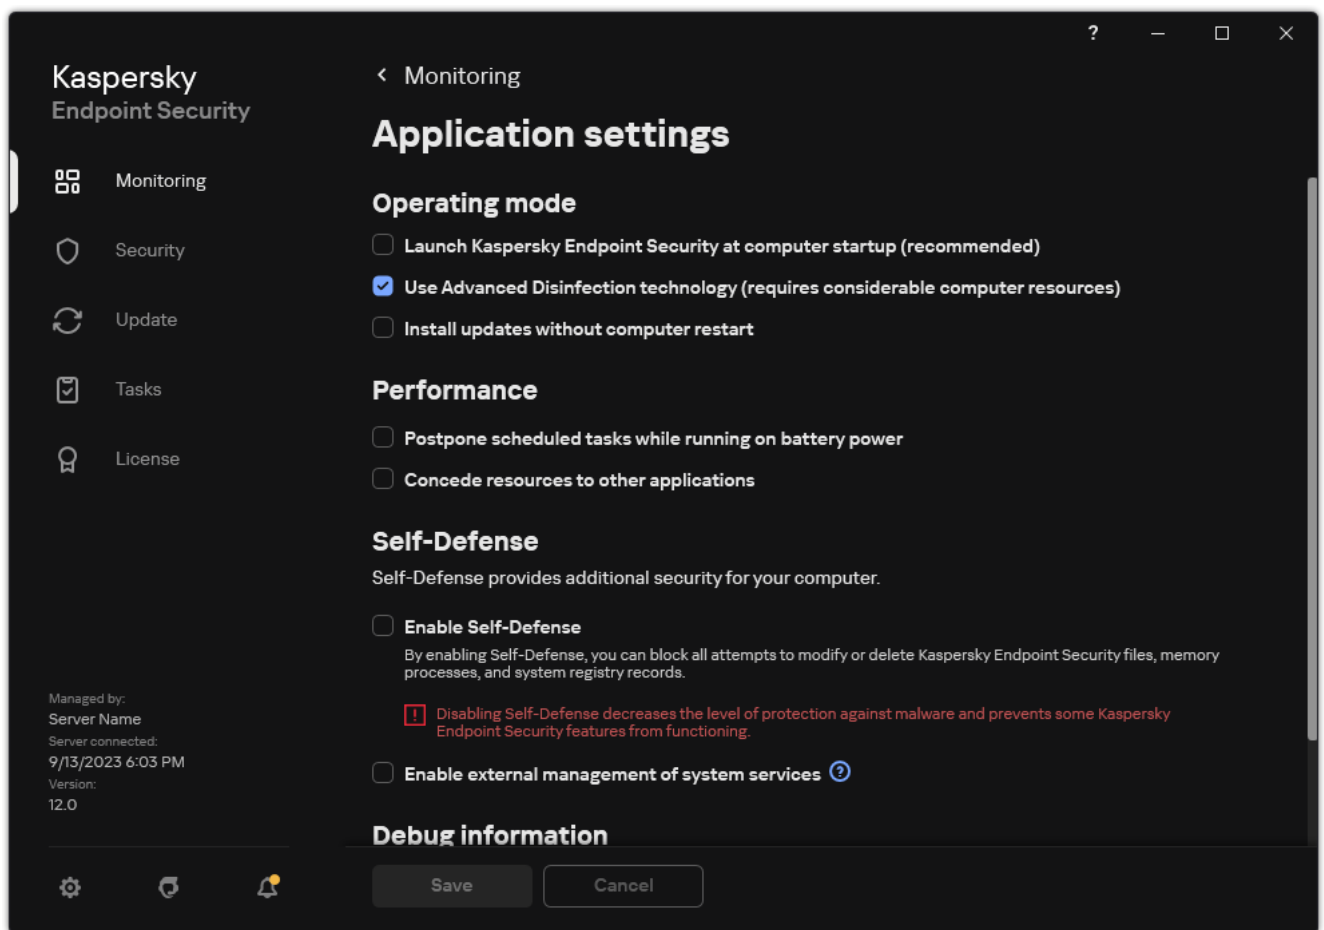 ?
Kaspersky
Endpoint Security
Monitoring
Security
Update
Tasks
License
Managed by:
Server Name
Server connected:
9/13/2023 6:03 PM
Version:
12.0
Monitoring
Application settings
Operating mode
Launch Kaspersky Endpoint Security at computer startup (recommended)
Use Advanced Disinfection technology (requires considerable computer resources)
Install updates without computer restart
Performance
Postpone scheduled tasks while running on battery power
Concede resources to other applications
Self-Defense
Self-Defense provides additional security for your computer.
Enable Self-Defense
By enabling Self-Defense, you can block all attempts to modify or delete Kaspersky Endpoint Security files, memory
processes, and system registry records.
Disabling Self-Defense decreases the level of protection against malware and prevents some Kaspersky
Endpoint Security features from functioning.
Enable external management of system services ?
Debug information
Save
Cancel